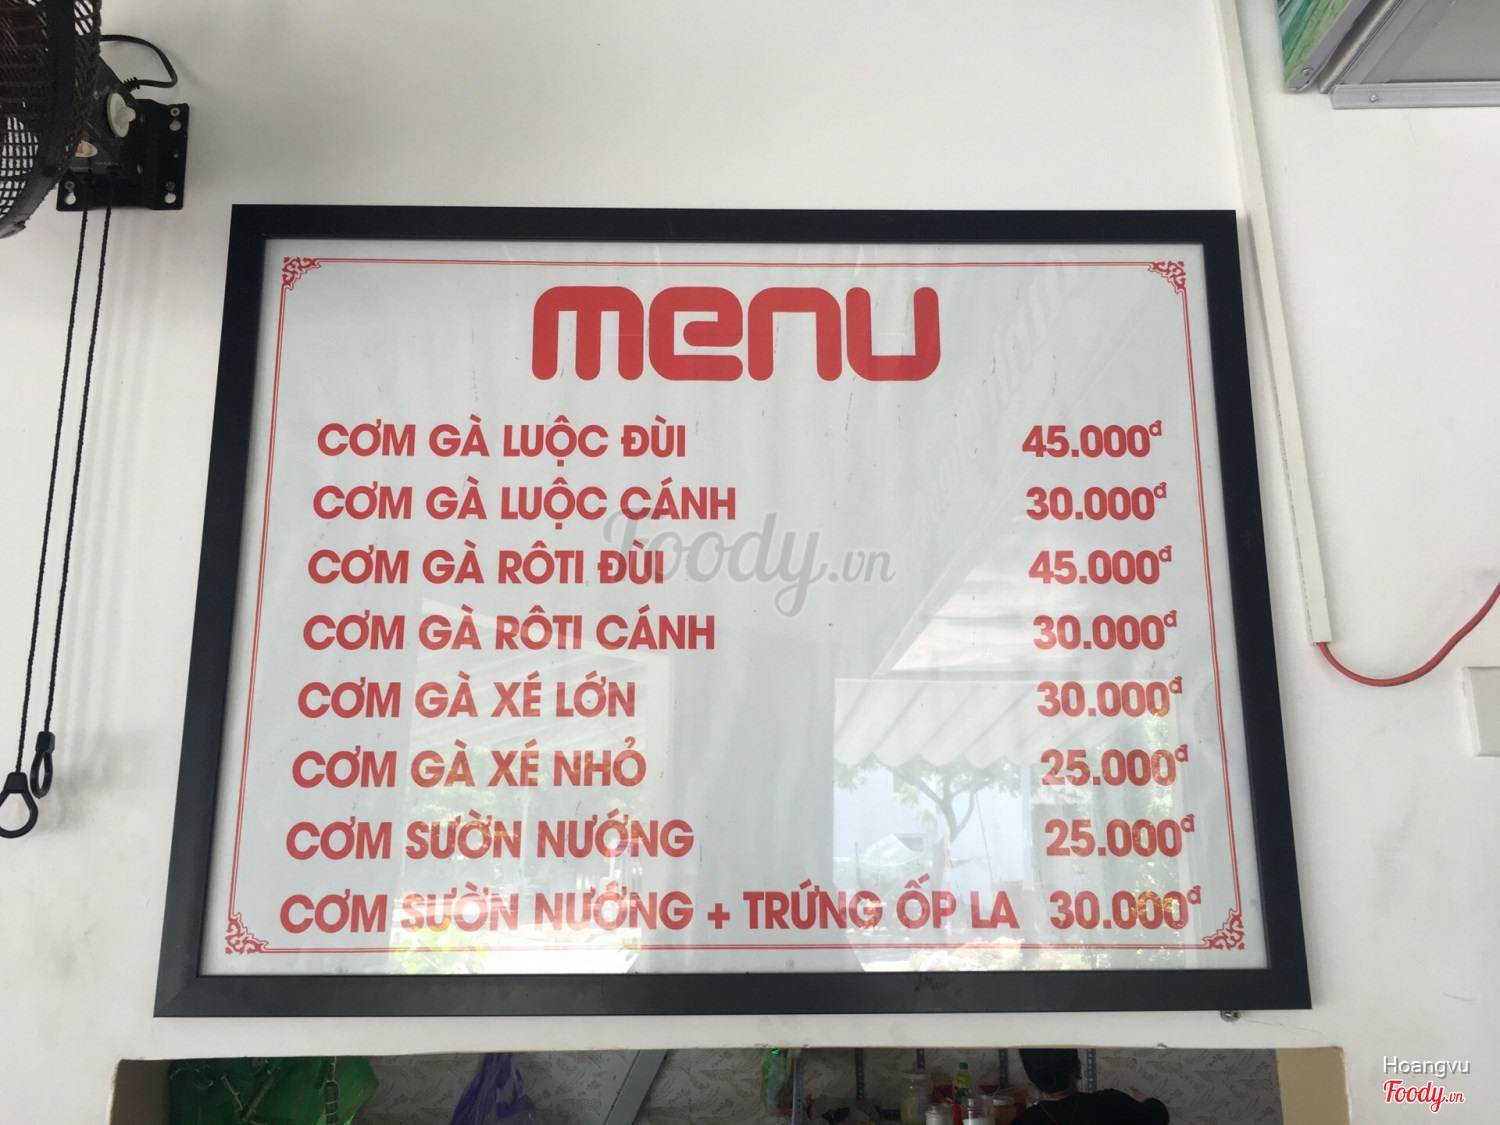 menu
CƠM GÀ LUỘC ĐÙI 45.000đ
CƠM GÀ LUỘC CÁNH 30.000đ
CƠM GÀ RÔTI ĐÙI 45.000đ
CƠM GÀ RÔTI CÁNH 30.000đ
CƠM GÀ XÉ LỚN 30.000đ
CƠM GÀ XÉ NHỎ 25.000đ
CƠM SƯỜN NƯỚNG 25.000đ
CƠM SƯỜN NƯỚNG + TRỨNG ỐP LA 30.000đ
Foody.vn
Hoangvu
Foody.vn